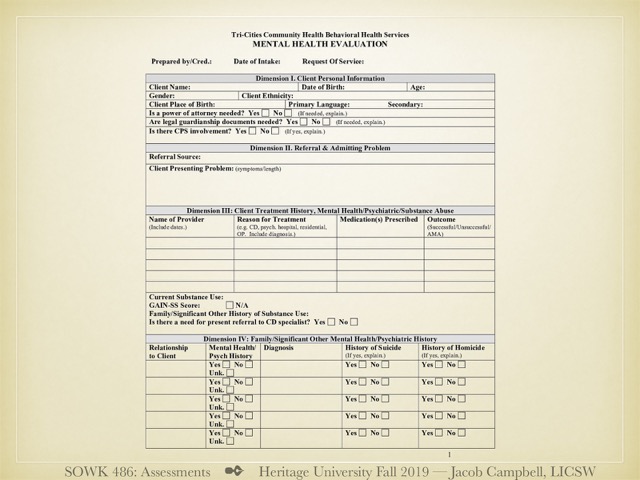 Tri-Cities Community Health Behavioral Health Services
MENTAL HEALTH EVALUATION
Prepared by/Cred.: Date of Intake: Request Of Service:
Dimension I. Client Personal Information
Client Name: Date of Birth: Age:
Gender: Client Ethnicity:
Client Place of Birth: Primary Language: Secondary:
Is a power of attorney needed? Yes No (If needed, explain.)
Are legal guardianship documents needed? Yes No (If needed, explain.)
Is there CPS involvement? Yes No (If yes, explain.)
Dimension II. Referral & Admitting Problem
Referral Source:
Client Presenting Problem: (symptoms/length)
Dimension III: Client Treatment History, Mental Health/Psychiatric/Substance Abuse
Name of Provider Reason for Treatment Medication(s) Prescribed Outcome
(Include dates.) (e.g. CD, psych. hospital, residential, (Successful/Unsuccessful/
OP. Include diagnosis.) AMA)
Current Substance Use:
GAIN-SS Score: N/A
Family/Significant Other History of Substance Use:
Is there a need for present referral to CD specialist? Yes No
Dimension IV: Family/Significant Other Mental Health/Psychiatric History
Relationship Mental Health/ Diagnosis History of Suicide History of Homicide
to Client Psych History (If yes, explain.) (If yes, explain.)
Yes No Yes No Yes No
Unk.
Yes No Yes No Yes No
Unk.
Yes No Yes No Yes No
Unk.
Yes No Yes No Yes No
Unk.
Yes No Yes No Yes No
Unk.
1
SOWK 486: Assessments Heritage University Fall 2019 — Jacob Campbell, LICSW